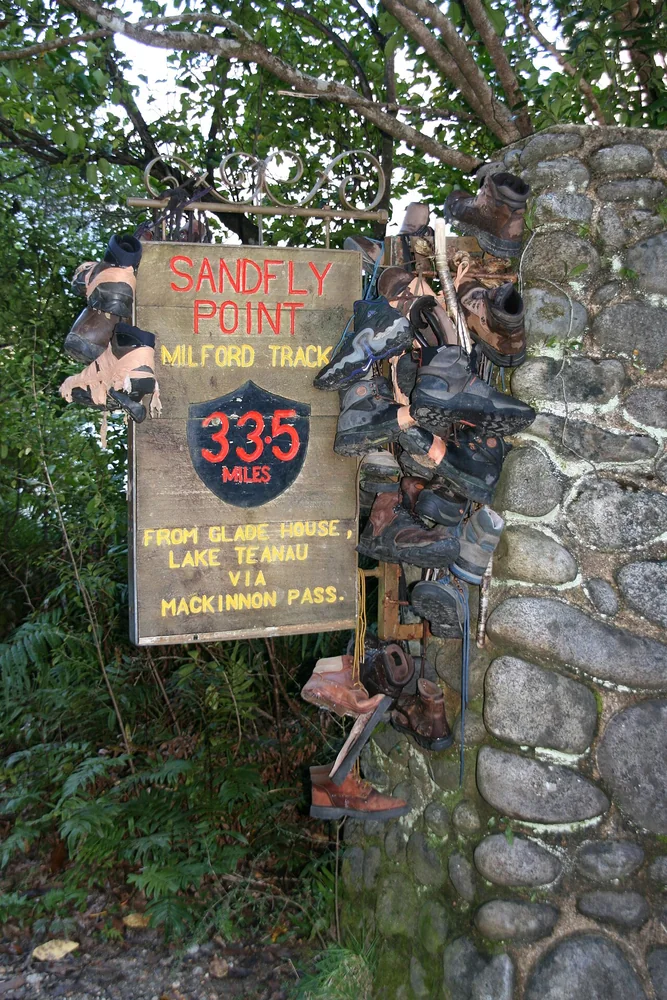 SANDFLY
POINT
MILFORD TRACK
33·5
MILES
FROM GLADE HOUSE,
LAKE TEANAU
VIA
MACKINNON PASS.